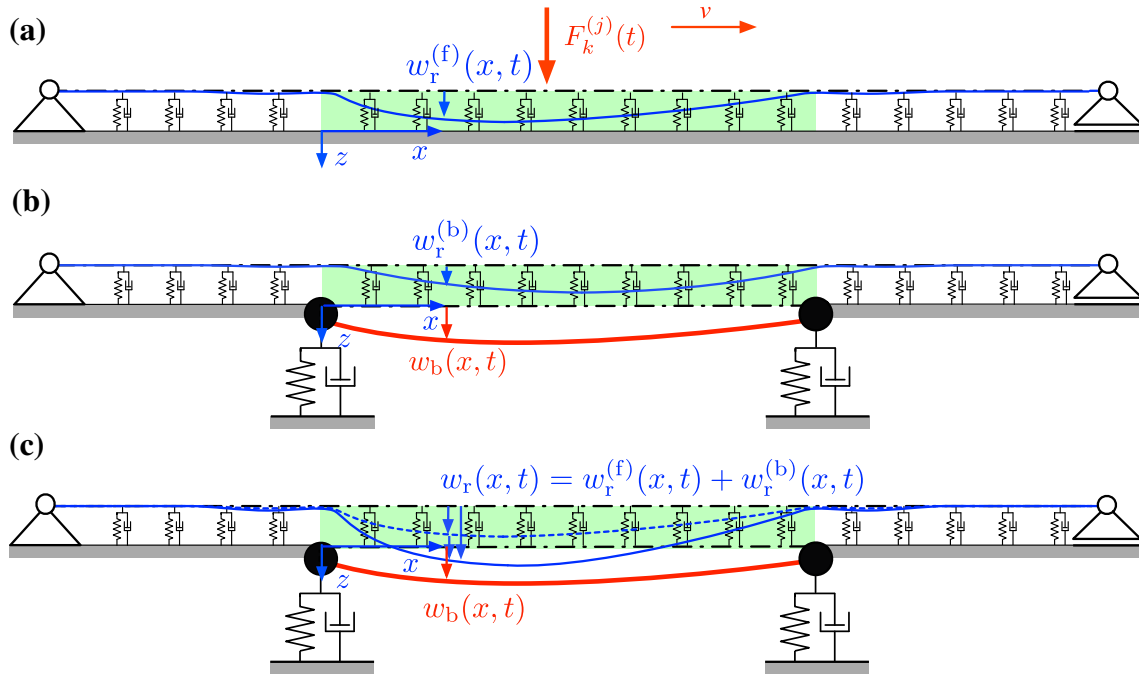 (a)
F_k^{(j)}(t)
v
w_r^{(f)}(x, t)
x
z
(b)
w_r^{(b)}(x, t)
x
z
w_b(x, t)
(c)
w_r(x, t) = w_r^{(f)}(x, t) + w_r^{(b)}(x, t)
x
z
w_b(x, t)